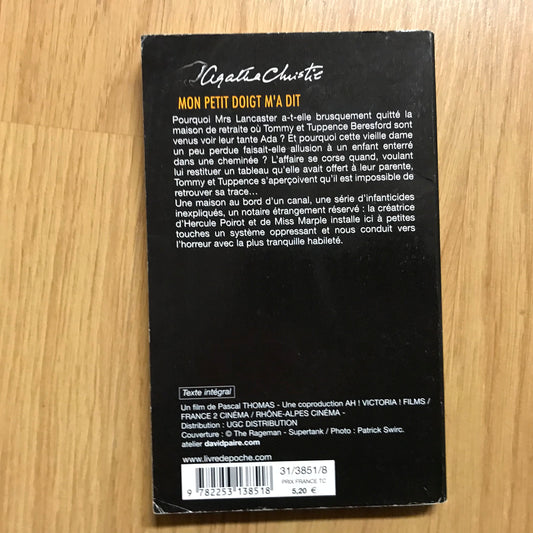 Agatha Christie
MON PETIT DOIGT M'A DIT
Pourquoi Mrs Lancaster a-t-elle brusquement quitté la
maison de retraite où Tommy et Tuppence Beresford sont
venus voir leur tante Ada ? Et pourquoi cette vieille dame
un peu perdue faisait-elle allusion à un enfant enterré
dans une cheminée ? L'affaire se corse quand, voulant
lui restituer un tableau qu'elle avait offert à leur parente,
Tommy et Tuppence s'aperçoivent qu'il est impossible de
retrouver sa trace...
Une maison au bord d'un canal, une série d'infanticides
inexpliqués, un notaire étrangement réservé : la créatrice
d'Hercule Poirot et de Miss Marple installe ici à petites
touches un système oppressant et nous conduit vers
l'horreur avec la plus tranquille habileté.
Texte intégral
Un film de Pascal THOMAS - Une coproduction AH ! VICTORIA ! FILMS /
FRANCE 2 CINÉMA / RHÔNE-ALPES CINÉMA -
Distribution : UGC DISTRIBUTION
Couverture : © The Rageman - Supertank / Photo : Patrick Swirc.
atelier davidpaire.com
www.livredepoche.com
31/3851/8
PRIX FRANCE TC
5,20 €
9 782253 138518